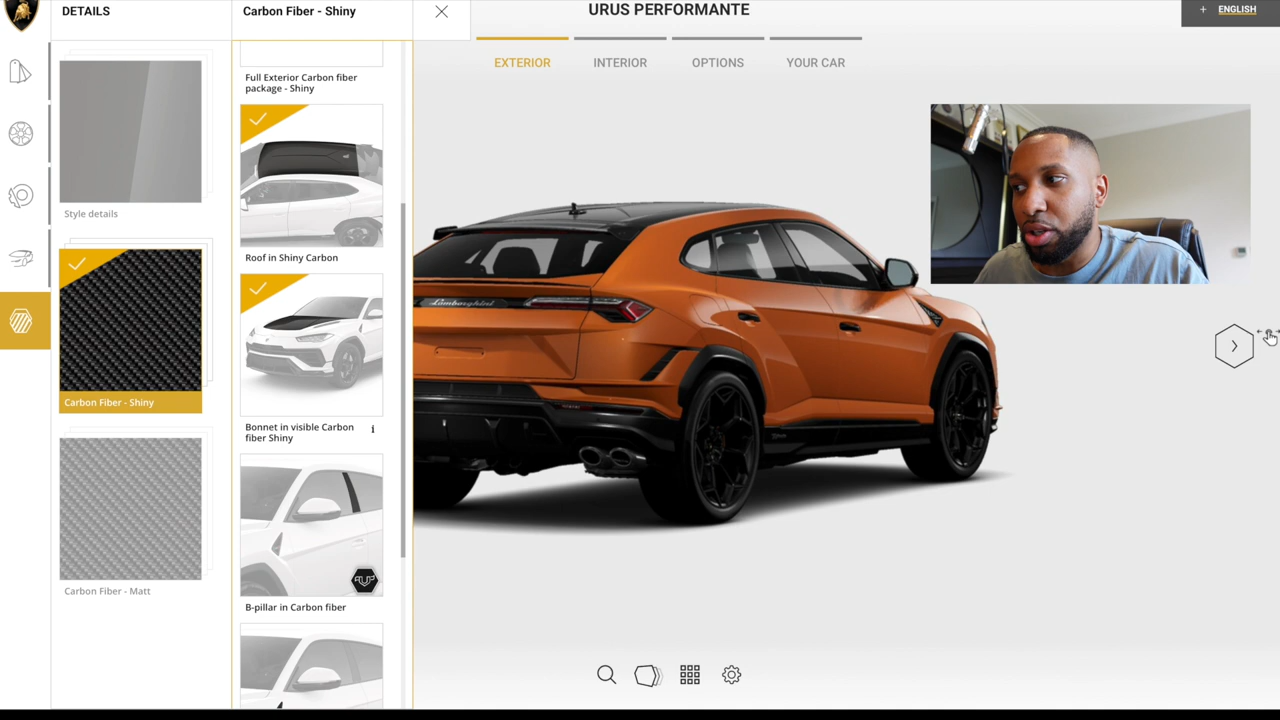 DETAILS
Carbon Fiber - Shiny
URUS PERFORMANTE
+ ENGLISH
EXTERIOR
INTERIOR
OPTIONS
YOUR CAR
Style details
Carbon Fiber - Shiny
Carbon Fiber - Matt
Full Exterior Carbon fiber
package - Shiny
Roof in Shiny Carbon
Bonnet in visible Carbon
fiber Shiny
i
B-pillar in Carbon fiber
Lamborghini